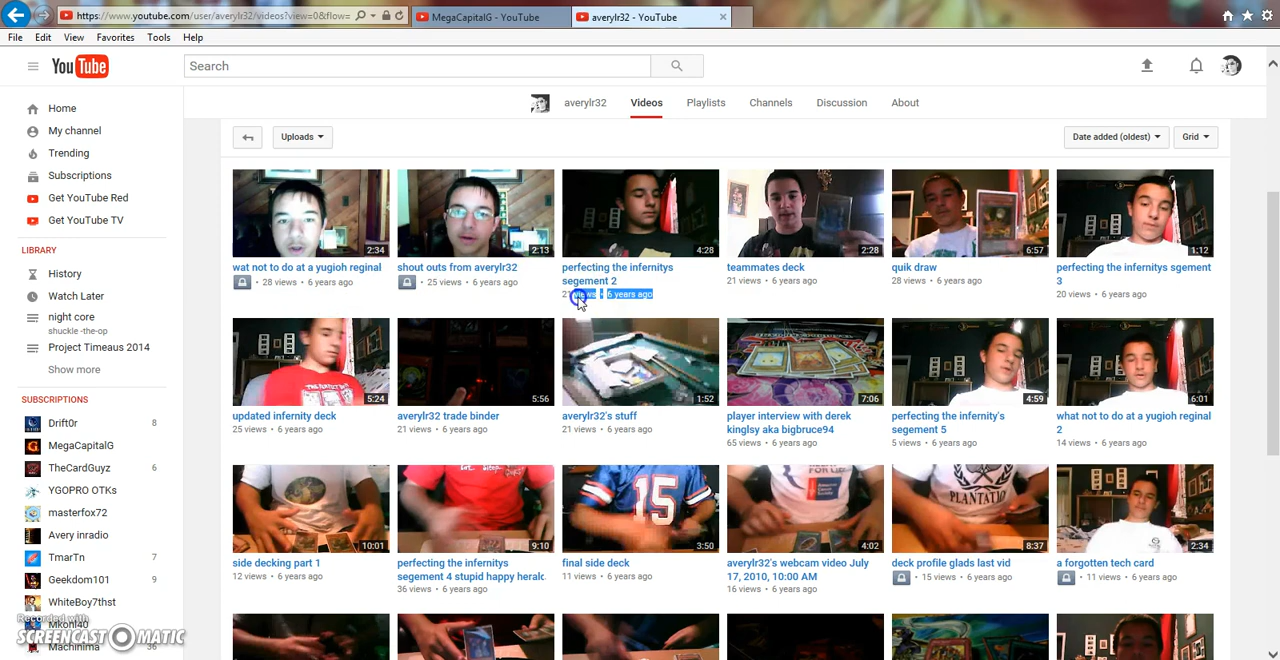 https://www.youtube.com/user/averylr32/videos?view=0&flow=
MegaCapitalG - YouTube
averylr32 - YouTube
File Edit View Favorites Tools Help
YouTube
Search
averylr32 Videos Playlists Channels Discussion About
Uploads
Date added (oldest)
Grid
Home
My channel
Trending
Subscriptions
Get YouTube Red
Get YouTube TV
LIBRARY
History
Watch Later
night core
shuckle -the-op
Project Timeaus 2014
Show more
SUBSCRIPTIONS
Drift0r 8
MegaCapitalG
TheCardGuyz 6
YGOPRO OTKs
masterfox72
Avery inradio
TmarTn 7
Geekdom101 9
WhiteBoy7thst
Mkoni40
Machinima 36
Recorded with
SCREENCAST-O-MATIC
2:34
wat not to do at a yugioh reginal
28 views • 6 years ago
2:13
shout outs from averylr32
25 views • 6 years ago
4:28
perfecting the infernitys
segement 2
21 views • 6 years ago
2:28
teammates deck
21 views • 6 years ago
6:57
quik draw
28 views • 6 years ago
1:12
perfecting the infernitys sgement
3
20 views • 6 years ago
5:24
updated infernity deck
25 views • 6 years ago
5:56
averylr32 trade binder
21 views • 6 years ago
1:52
averylr32's stuff
21 views • 6 years ago
7:06
player interview with derek
kinglsy aka bigbruce94
65 views • 6 years ago
4:59
perfecting the infernity's
segement 5
5 views • 6 years ago
6:01
what not to do at a yugioh reginal
2
14 views • 6 years ago
10:01
side decking part 1
12 views • 6 years ago
9:10
perfecting the infernitys
segement 4 stupid happy herald
36 views • 6 years ago
15
3:50
final side deck
11 views • 6 years ago
4:02
averylr32's webcam video July
17, 2010, 10:00 AM
16 views • 6 years ago
PLANTATIO
8:37
deck profile glads last vid
15 views • 6 years ago
2:34
a forgotten tech card
11 views • 6 years ago